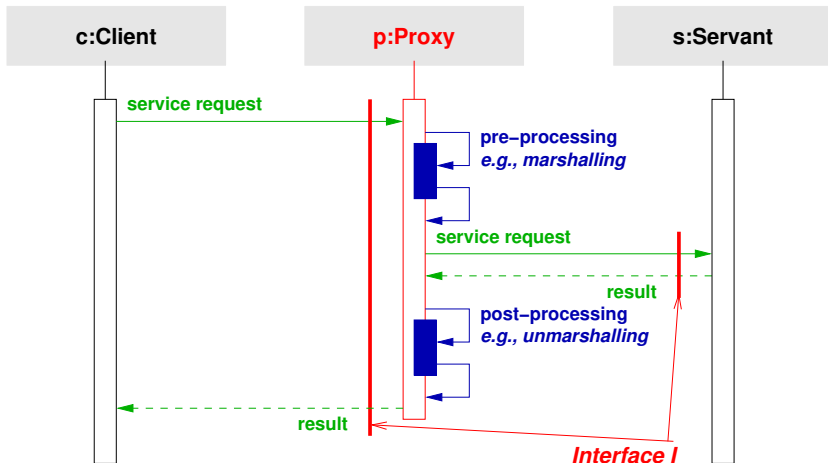 c:Client
p:Proxy
s:Servant
service request
pre−processing
e.g., marshalling
service request
result
post−processing
e.g., unmarshalling
result
Interface I